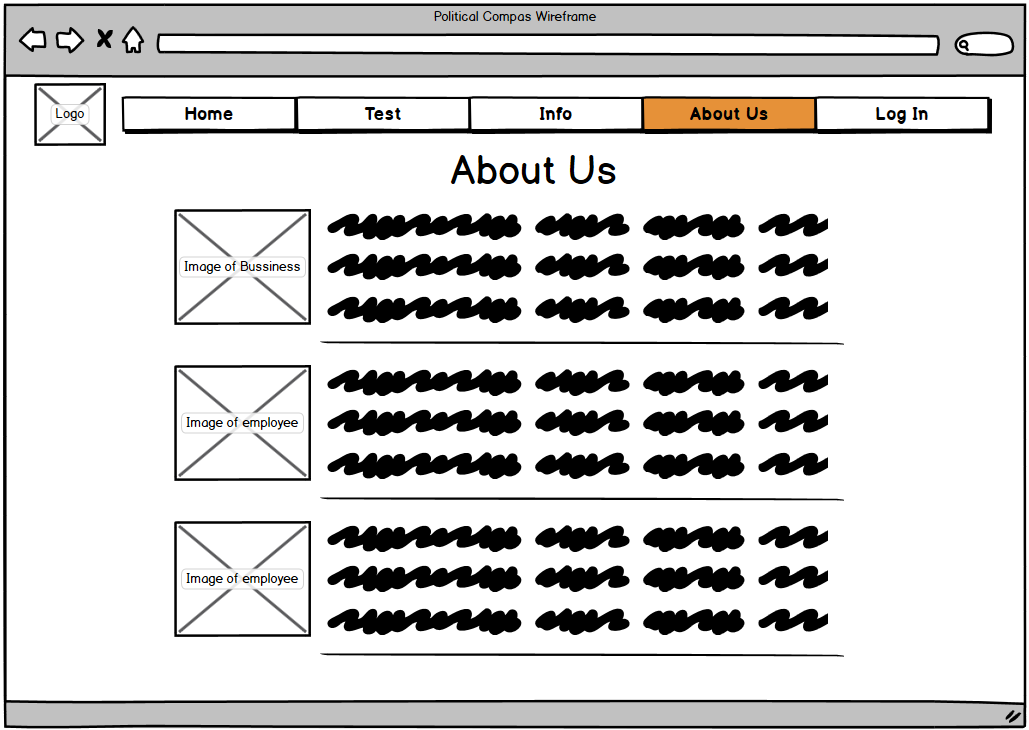 Political Compas Wireframe
Logo
Home Test Info About Us Log In
About Us
Image of Bussiness
Image of employee
Image of employee